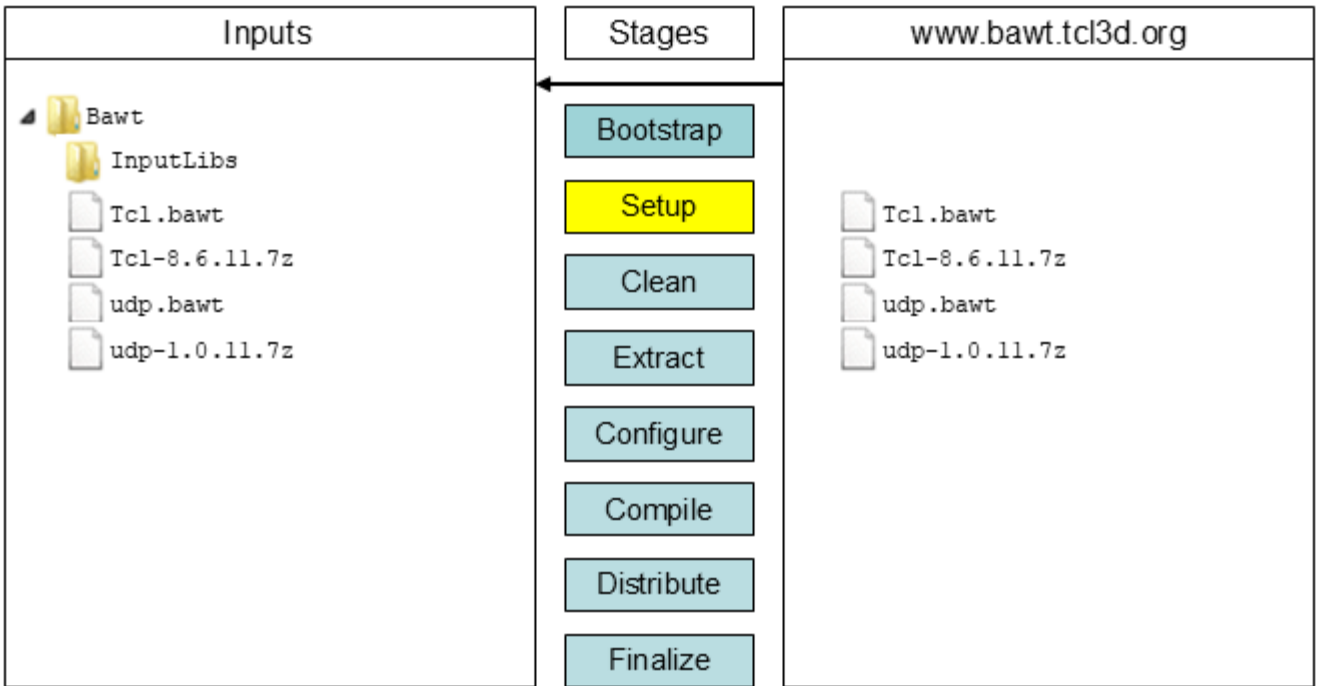 Inputs
Stages
www.bawt.tcl3d.org
Bawt
InputLibs
Tcl.bawt
Tcl-8.6.11.7z
udp.bawt
udp-1.0.11.7z
Bootstrap
Setup
Clean
Extract
Configure
Compile
Distribute
Finalize
Tcl.bawt
Tcl-8.6.11.7z
udp.bawt
udp-1.0.11.7z